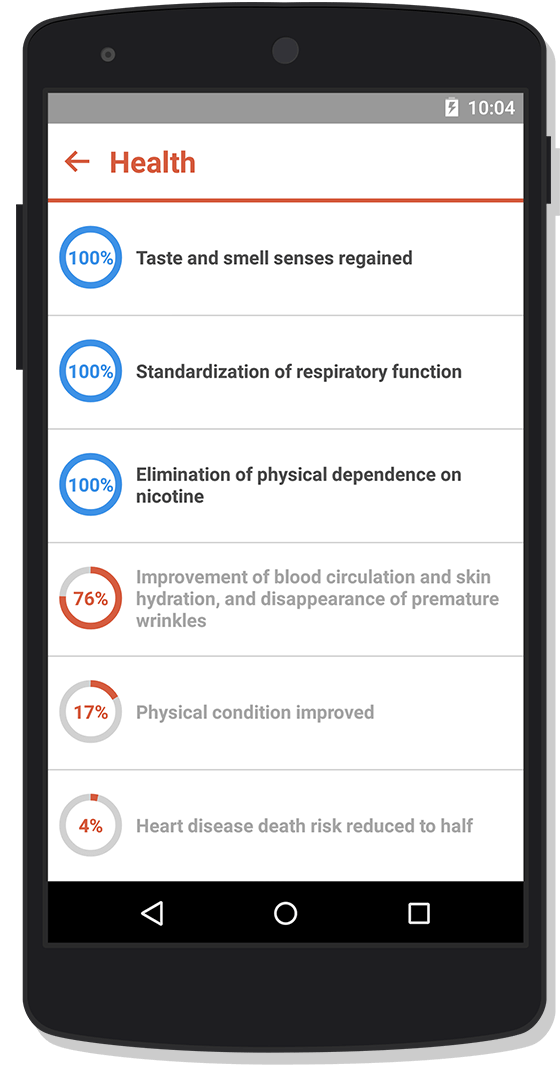 10:04
Health
100%
Taste and smell senses regained
100%
Standardization of respiratory function
100%
Elimination of physical dependence on
nicotine
76%
Improvement of blood circulation and skin
hydration, and disappearance of premature
wrinkles
17%
Physical condition improved
4%
Heart disease death risk reduced to half